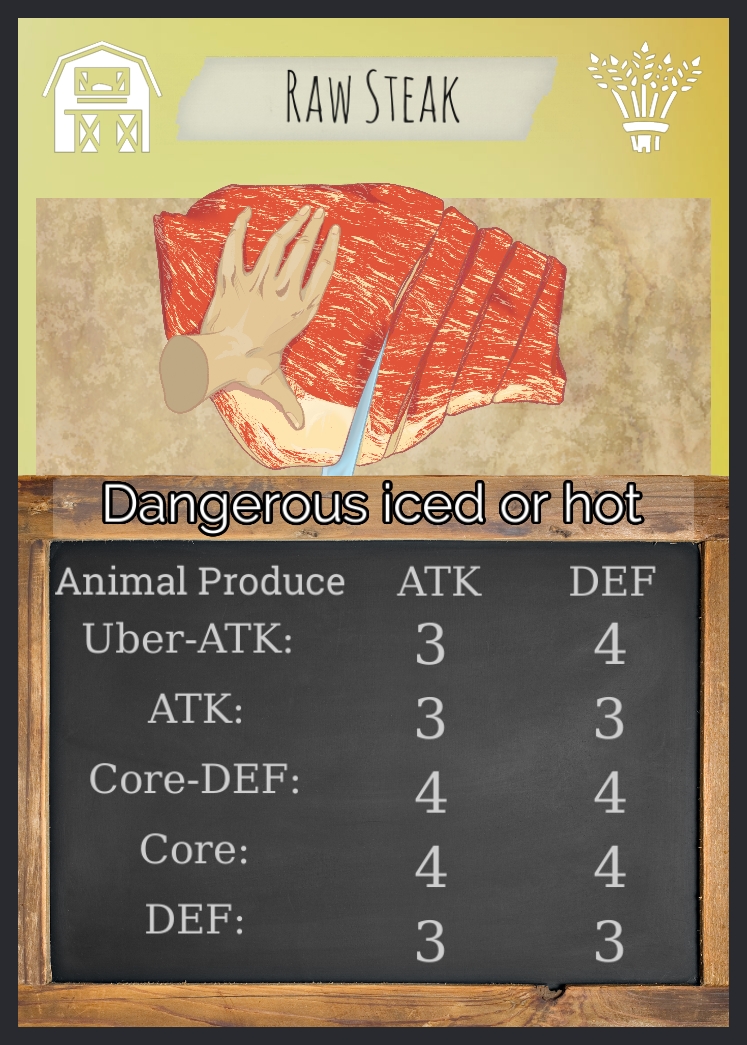 Raw Steak
Dangerous iced or hot
Animal Produce ATK DEF
Uber-ATK: 3 4
ATK: 3 3
Core-DEF: 4 4
Core: 4 4
DEF: 3 3